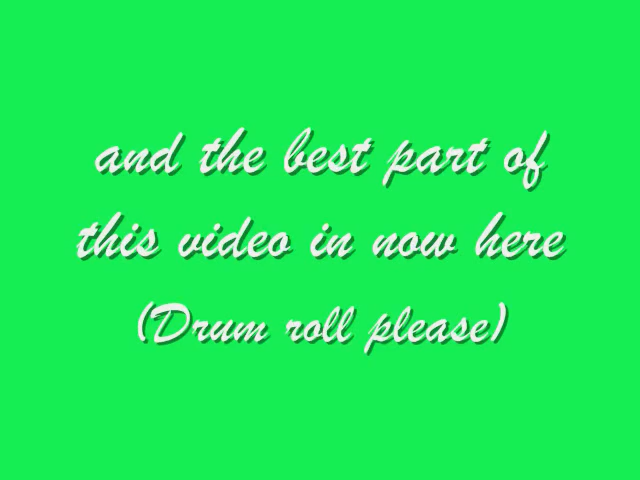 and the best part of
this video in now here
(Drum roll please)